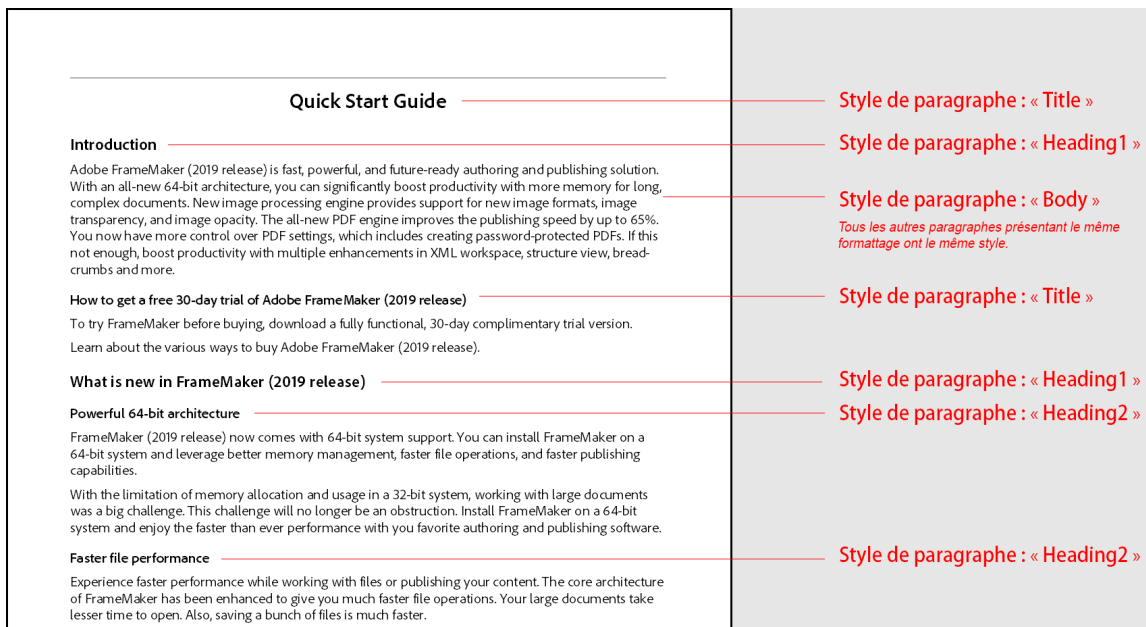 Quick Start Guide
Style de paragraphe : « Title »
Introduction
Style de paragraphe : « Heading1 »
Adobe FrameMaker (2019 release) is fast, powerful, and future-ready authoring and publishing solution.
With an all-new 64-bit architecture, you can significantly boost productivity with more memory for long,
complex documents. New image processing engine provides support for new image formats, image
transparency, and image opacity. The all-new PDF engine improves the publishing speed by up to 65%.
You now have more control over PDF settings, which includes creating password-protected PDFs. If this
not enough, boost productivity with multiple enhancements in XML workspace, structure view, bread-
crumbs and more.
Style de paragraphe : « Body »
Tous les autres paragraphes présentant le même
formattage ont le même style.
How to get a free 30-day trial of Adobe FrameMaker (2019 release)
Style de paragraphe : « Title »
To try FrameMaker before buying, download a fully functional, 30-day complimentary trial version.
Learn about the various ways to buy Adobe FrameMaker (2019 release).
What is new in FrameMaker (2019 release)
Style de paragraphe : « Heading1 »
Powerful 64-bit architecture
Style de paragraphe : « Heading2 »
FrameMaker (2019 release) now comes with 64-bit system support. You can install FrameMaker on a
64-bit system and leverage better memory management, faster file operations, and faster publishing
capabilities.
With the limitation of memory allocation and usage in a 32-bit system, working with large documents
was a big challenge. This challenge will no longer be an obstruction. Install FrameMaker on a 64-bit
system and enjoy the faster than ever performance with you favorite authoring and publishing software.
Faster file performance
Style de paragraphe : « Heading2 »
Experience faster performance while working with files or publishing your content. The core architecture
of FrameMaker has been enhanced to give you much faster file operations. Your large documents take
lesser time to open. Also, saving a bunch of files is much faster.